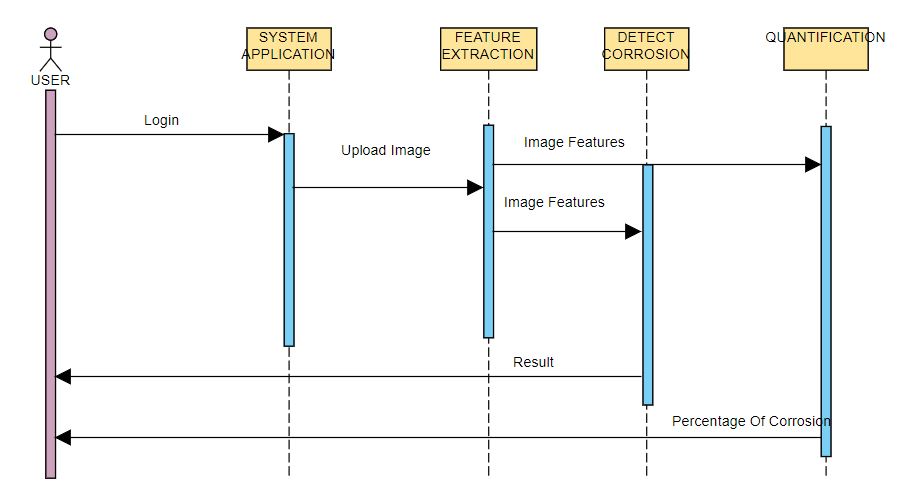 SYSTEM
APPLICATION
FEATURE
EXTRACTION
DETECT
CORROSION
QUANTIFICATION
USER
Login
Upload Image
Image Features
Image Features
Result
Percentage Of Corrosion